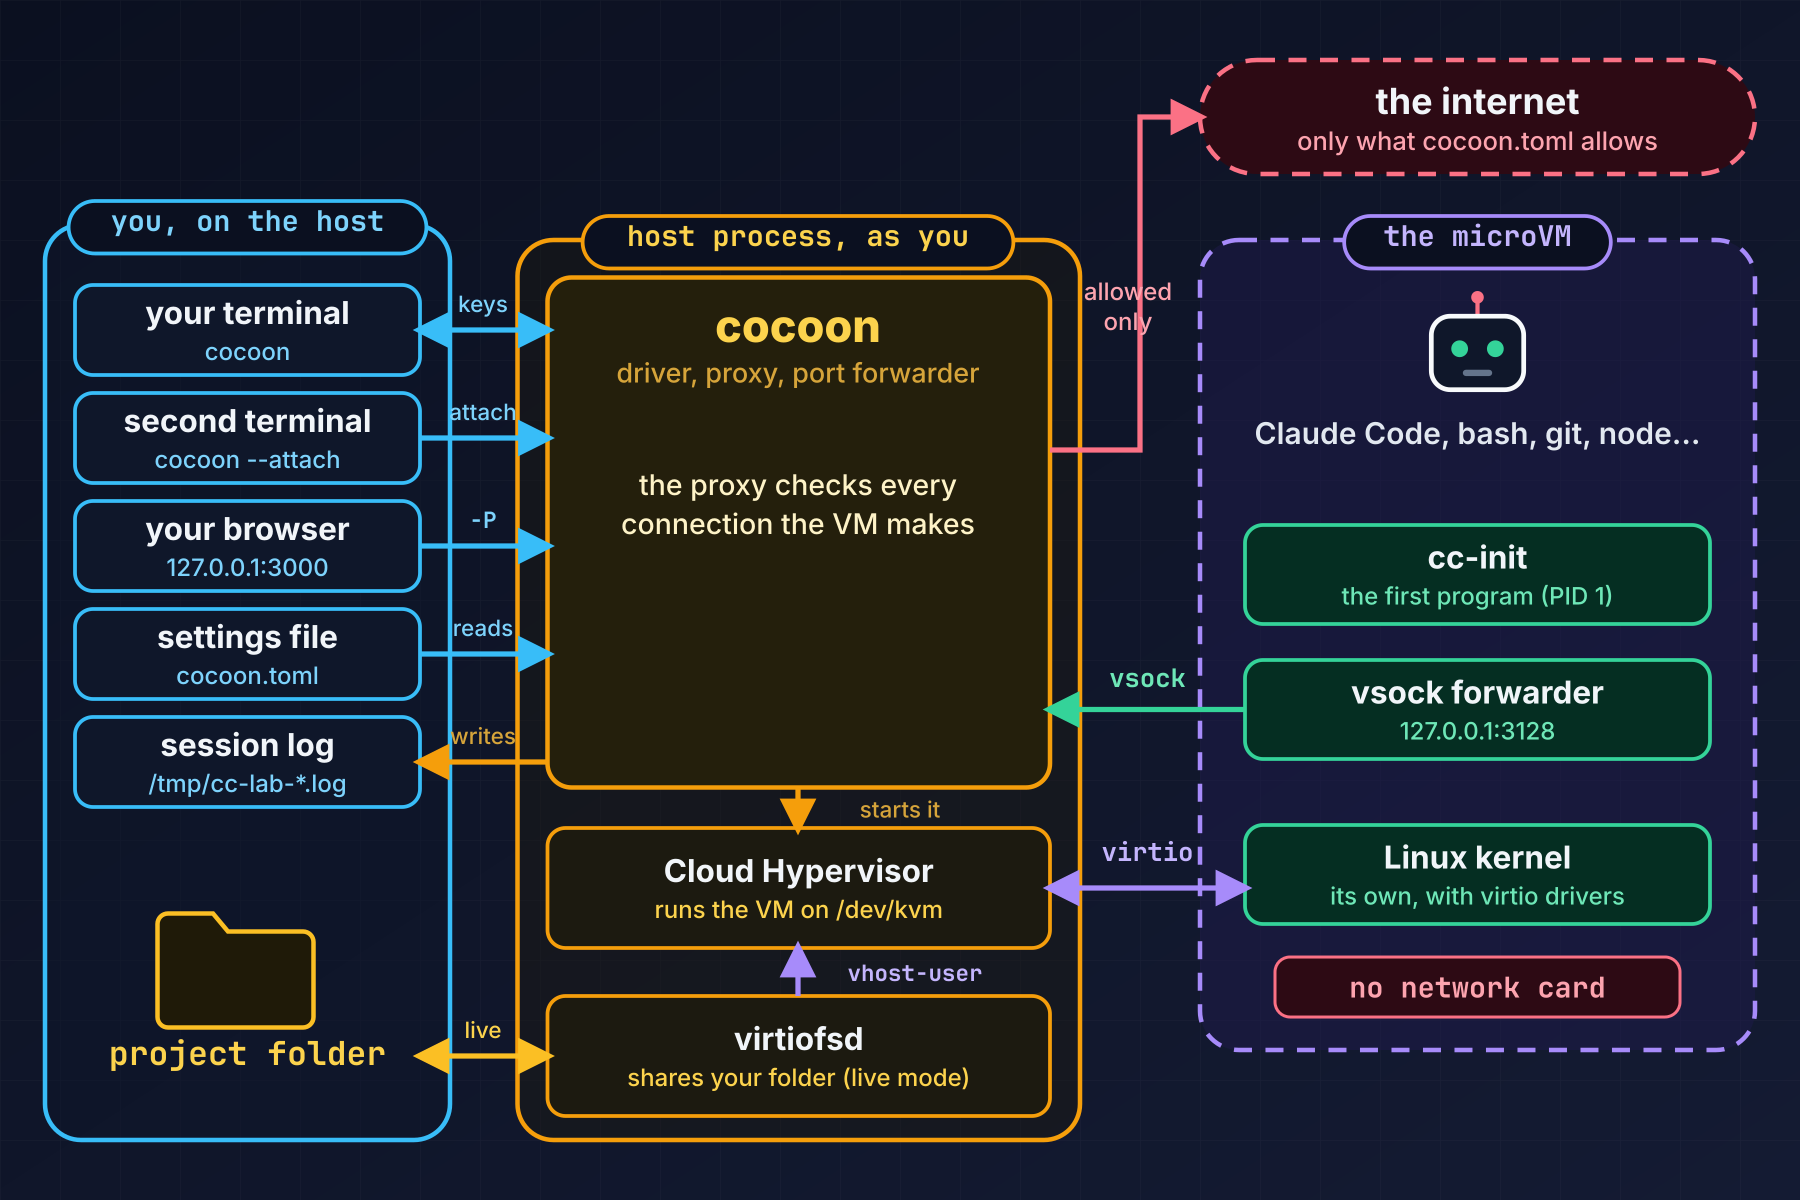 the internet
only what cocoon.toml allows
you, on the host
your terminal
cocoon
second terminal
cocoon --attach
your browser
127.0.0.1:3000
settings file
cocoon.toml
session log
/tmp/cc-lab-*.log
project folder
keys
attach
-P
reads
writes
live
host process, as you
cocoon
driver, proxy, port forwarder
the proxy checks every
connection the VM makes
starts it
Cloud Hypervisor
runs the VM on /dev/kvm
vhost-user
virtiofsd
shares your folder (live mode)
allowed
only
vsock
virtio
the microVM
Claude Code, bash, git, node...
cc-init
the first program (PID 1)
vsock forwarder
127.0.0.1:3128
Linux kernel
its own, with virtio drivers
no network card